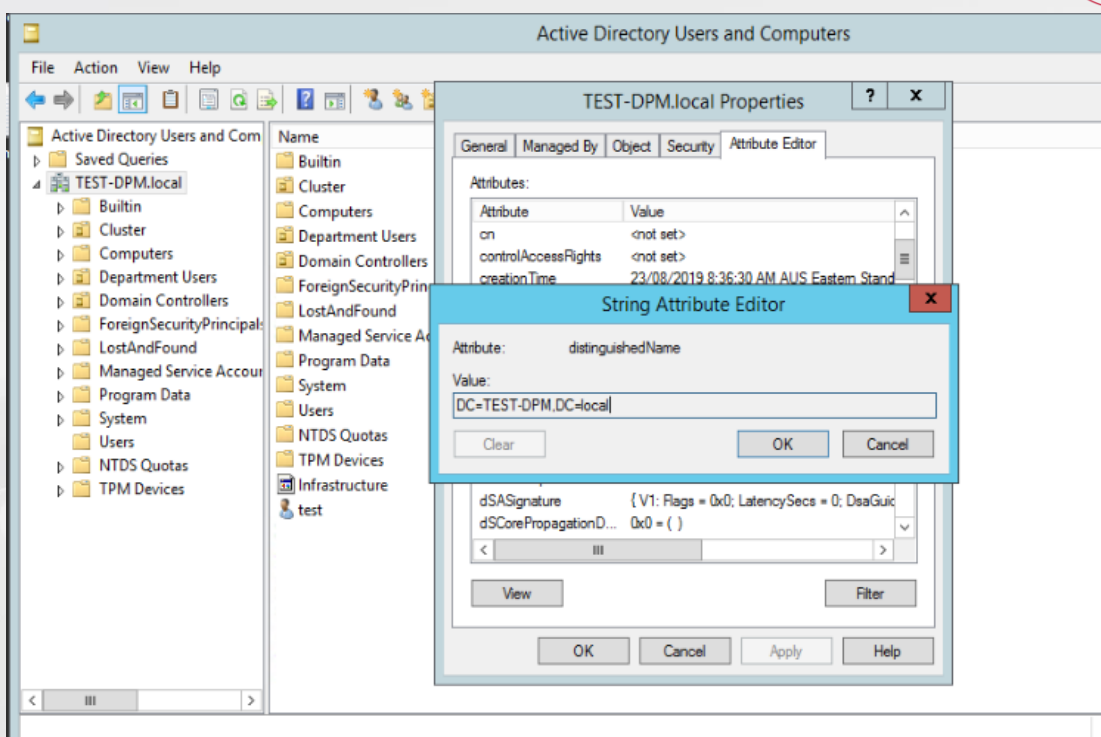 Active Directory Users and Computers
File Action View Help
Active Directory Users and Com
Saved Queries
TEST-DPM.local
Builtin
Cluster
Computers
Department Users
Domain Controllers
ForeignSecurityPrincipals
LostAndFound
Managed Service Accour
Program Data
System
Users
NTDS Quotas
TPM Devices
Name
Builtin
Cluster
Computers
Department Users
Domain Controllers
ForeignSecurityPrinc
LostAndFound
Managed Service Ac
Program Data
System
Users
NTDS Quotas
TPM Devices
Infrastructure
test
TEST-DPM.local Properties ? X
General Managed By Object Security Attribute Editor
Attributes:
Attribute Value
cn <not set>
controlAccessRights <not set>
creationTime 23/08/2019 8:36:30 AM AUS Eastern Stand
String Attribute Editor x
Attribute: distinguishedName
Value:
DC=TEST-DPM,DC=local
Clear OK Cancel
dSASignature { V1: Flags = 0x0; LatencySecs = 0; DsaGuid
dSCorePropagationD... 0x0 = ( )
View Filter
OK Cancel Apply Help